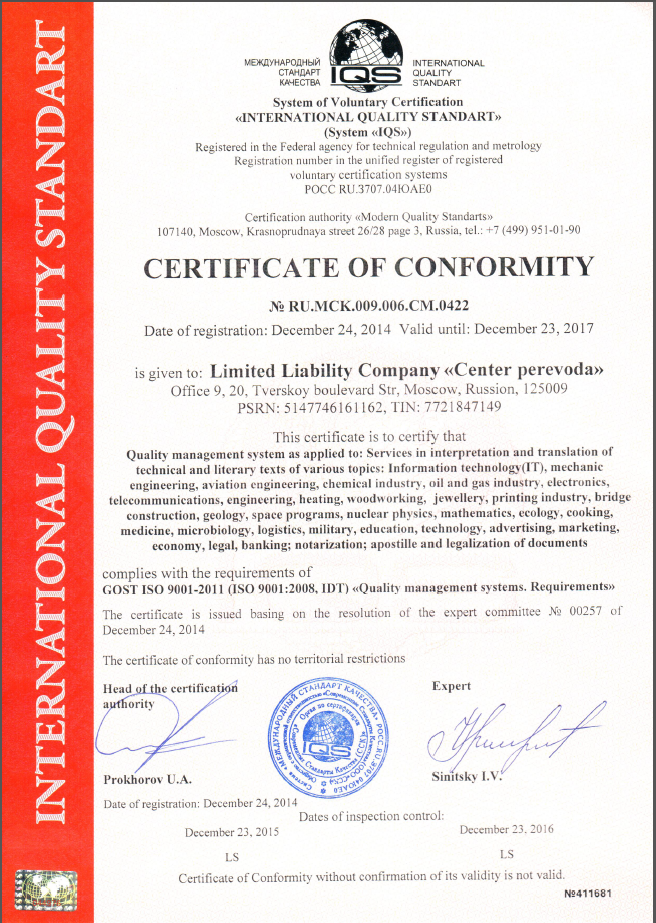 INTERNATIONAL QUALITY STANDART
МЕЖДУНАРОДНЫЙ
СТАНДАРТ
КАЧЕСТВА
IQS
INTERNATIONAL
QUALITY
STANDART
System of Voluntary Certification
«INTERNATIONAL QUALITY STANDART»
(System «IQS»)
Registered in the Federal agency for technical regulation and metrology
Registration number in the unified register of registered
voluntary certification systems
РОСС RU.3707.04ЮАЕ0
Certification authority «Modern Quality Standarts»
107140, Moscow, Krasnoprudnaya street 26/28 page 3, Russia, tel.: +7 (499) 951-01-90
CERTIFICATE OF CONFORMITY
№ RU.МСК.009.006.СМ.0422
Date of registration: December 24, 2014 Valid until: December 23, 2017
is given to: Limited Liability Company «Center perevoda»
Office 9, 20, Tverskoy boulevard Str, Moscow, Russion, 125009
PSRN: 5147746161162, TIN: 7721847149
This certificate is to certify that
Quality management system as applied to: Services in interpretation and translation of
technical and literary texts of various topics: Information technology(IT), mechanic
engineering, aviation engineering, chemical industry, oil and gas industry, electronics,
telecommunications, engineering, heating, woodworking, jewellery, printing industry, bridge
construction, geology, space programs, nuclear physics, mathematics, ecology, cooking,
medicine, microbiology, logistics, military, education, technology, advertising, marketing,
economy, legal, banking; notarization; apostille and legalization of documents
complies with the requirements of
GOST ISO 9001-2011 (ISO 9001:2008, IDT) «Quality management systems. Requirements»
The certificate is issued basing on the resolution of the expert committee № 00257 of
December 24, 2014
The certificate of conformity has no territorial restrictions
Head of the certification
authority
Expert
МЕЖДУНАРОДНЫЙ СТАНДАРТ КАЧЕСТВА
IQS
Prokhorov U.A.
Sinitsky I.V.
Date of registration: December 24, 2014
Dates of inspection control:
December 23, 2015
December 23, 2016
LS
LS
Certificate of Conformity without confirmation of its validity is not valid.
№411681